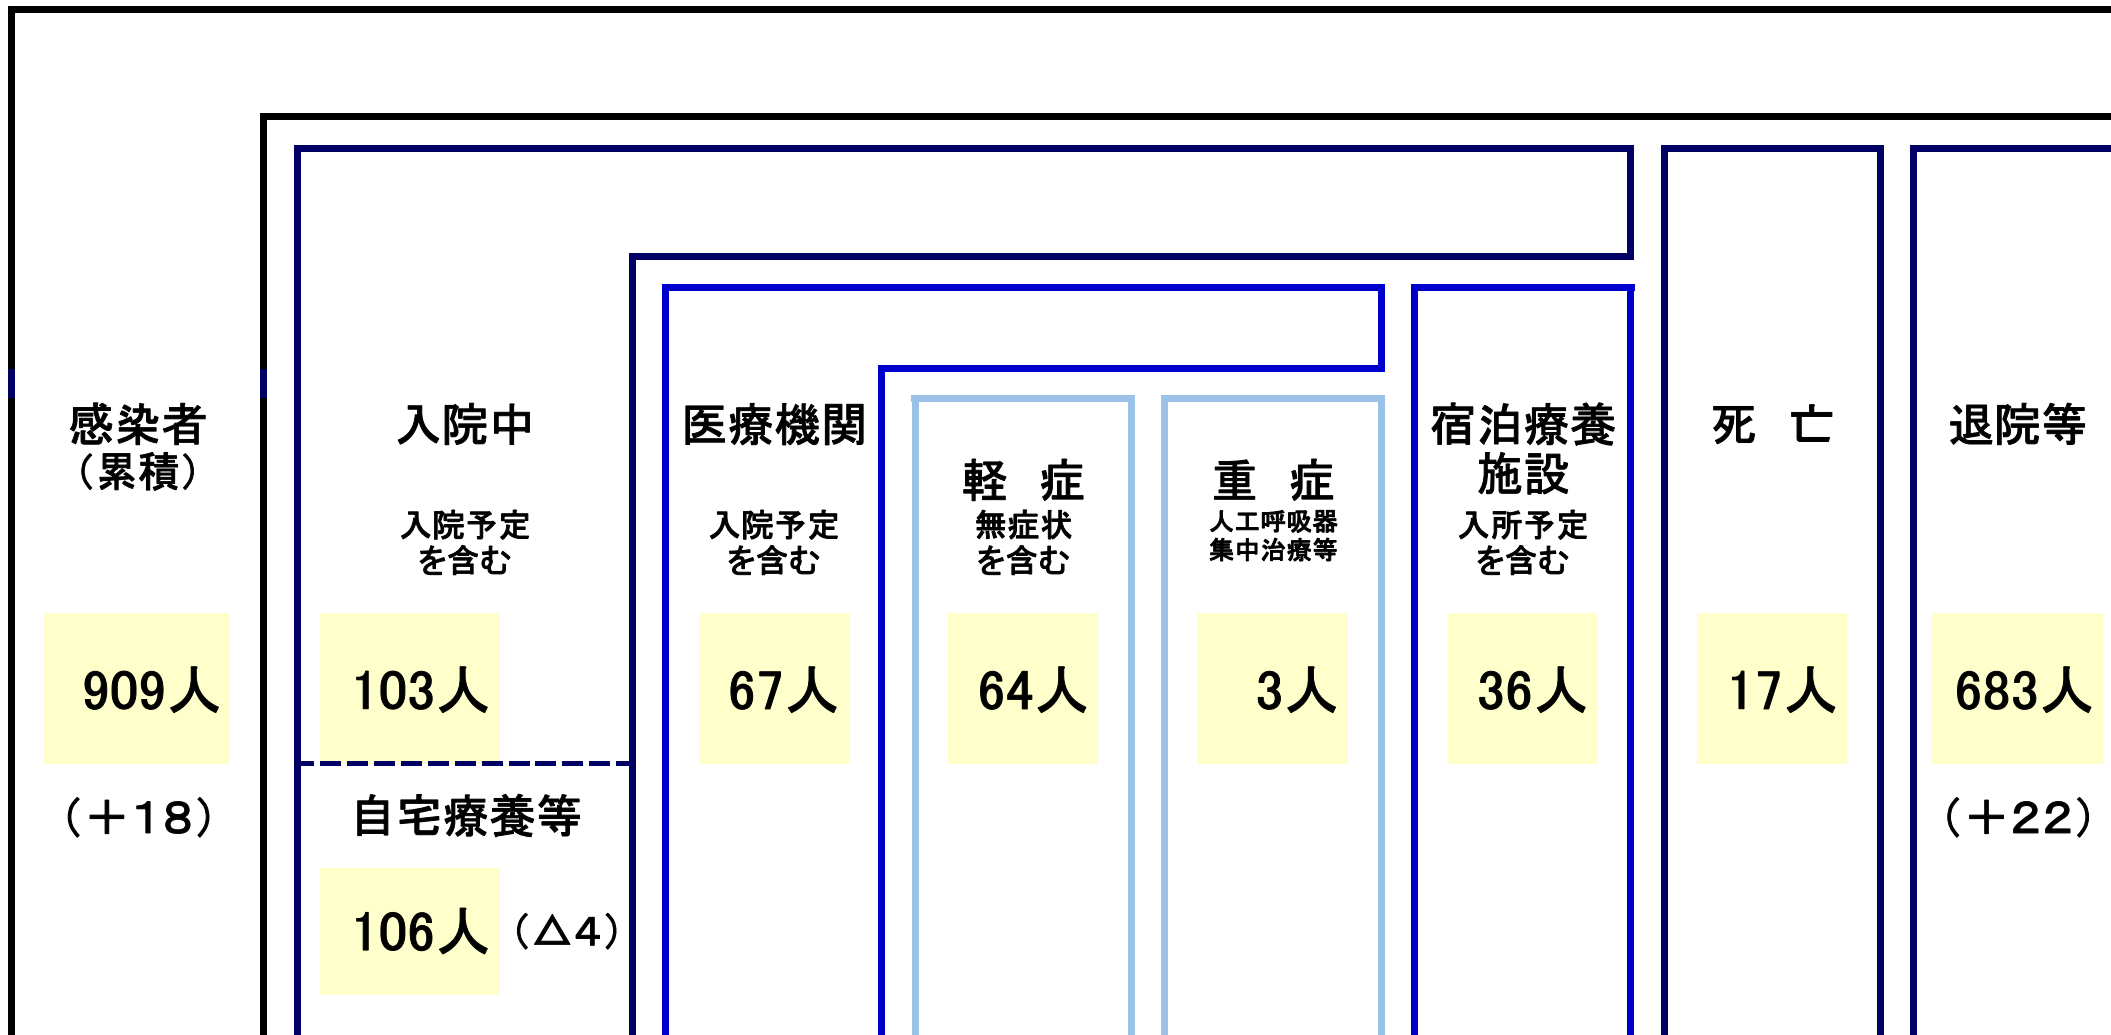 感染者
（累積）
909人
（＋18）
入院中
入院予定
を含む
103人
自宅療養等
106人 （△4）
医療機関
入院予定
を含む
67人
軽 症
無症状
を含む
64人
重 症
人工呼吸器
集中治療等
3人
宿泊療養
施設
入所予定
を含む
36人
死 亡
17人
退院等
683人
（＋22）